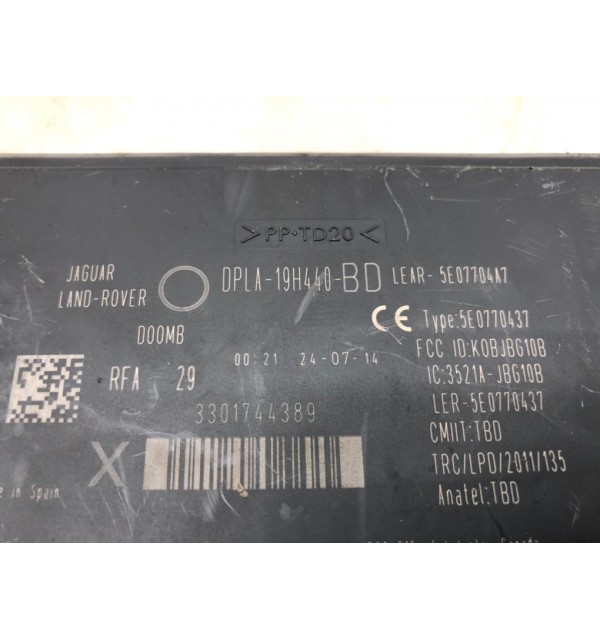 >PP+TD20<
JAGUAR
LAND-ROVER
DPLA-19H440-BD LEAR-5E07704A7
D00MB
CE Type:5E0770437
00:21 24-07-14
FCC ID:KOBJBG10B
RFA 29
IC:3521A-JBG10B
3301744389
LER-5E0770437
CMIIT:TBD
X
TRC/LPD/2011/135
in Spain
Anatel:TBD